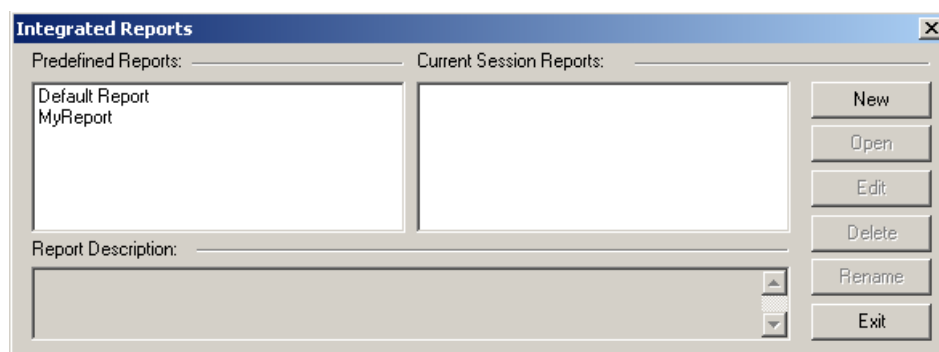 Integrated Reports
Predefined Reports:
Current Session Reports:
Default Report
MyReport
New
Open
Edit
Delete
Rename
Exit
Report Description: